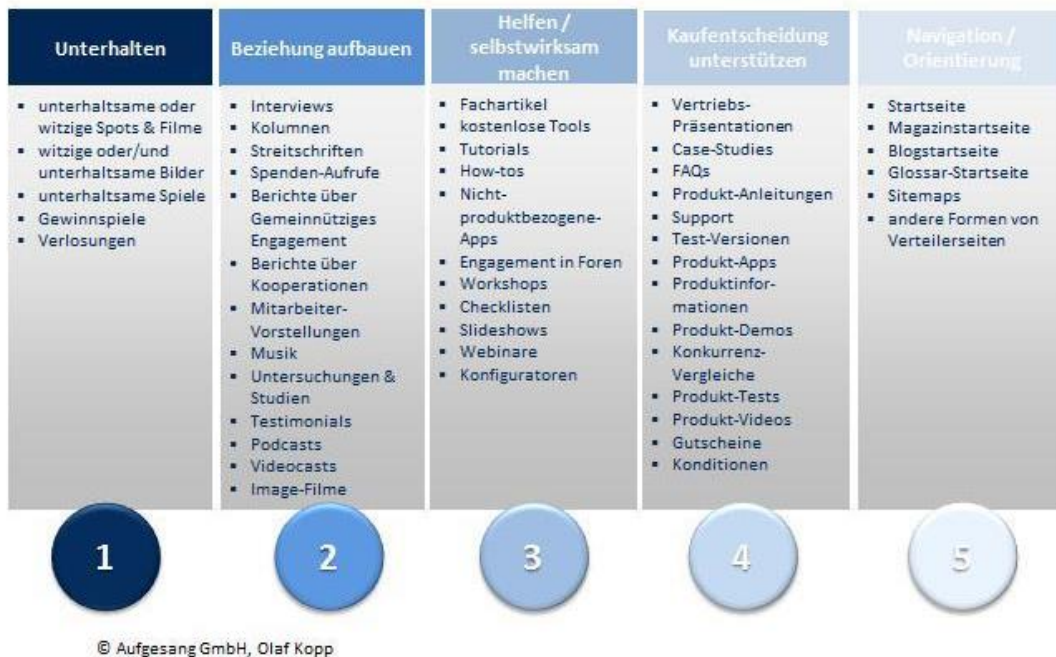 Unterhalten
unterhaltsame oder
witzige Spots & Filme
witzige oder/und
unterhaltsame Bilder
unterhaltsame Spiele
Gewinnspiele
Verlosungen
1
Beziehung aufbauen
Interviews
Kolumnen
Streitschriften
Spenden-Aufrufe
Berichte über
Gemeinnütziges
Engagement
Berichte über
Kooperationen
Mitarbeiter-
Vorstellungen
Musik
Untersuchungen &
Studien
Testimonials
Podcasts
Videocasts
Image-Filme
2
Helfen /
selbstwirksam
machen
Fachartikel
kostenlose Tools
Tutorials
How-tos
Nicht-
produktbezogene-
Apps
Engagement in Foren
Workshops
Checklisten
Slideshows
Webinare
Konfiguratoren
3
Kaufentscheidung
unterstützen
Vertriebs-
Präsentationen
Case-Studies
FAQs
Produkt-Anleitungen
Support
Test-Versionen
Produkt-Apps
Produktinfor-
mationen
Produkt-Demos
Konkurrenz-
Vergleiche
Produkt-Tests
Produkt-Videos
Gutscheine
Konditionen
4
Navigation /
Orientierung
Startseite
Magazinstartseite
Blogstartseite
Glossar-Startseite
Sitemaps
andere Formen von
Verteilerseiten
5
© Aufgesang GmbH, Olaf Kopp